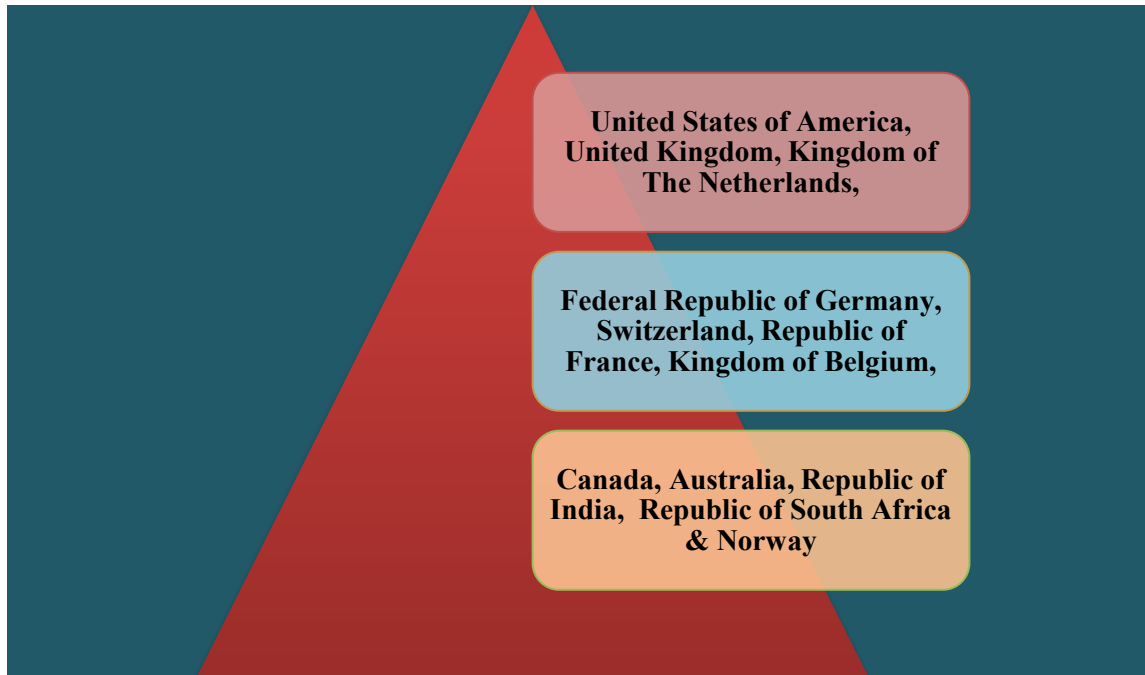 United States of America,
United Kingdom, Kingdom of
The Netherlands,
Federal Republic of Germany,
Switzerland, Republic of
France, Kingdom of Belgium,
Canada, Australia, Republic of
India,  Republic of South Africa
& Norway